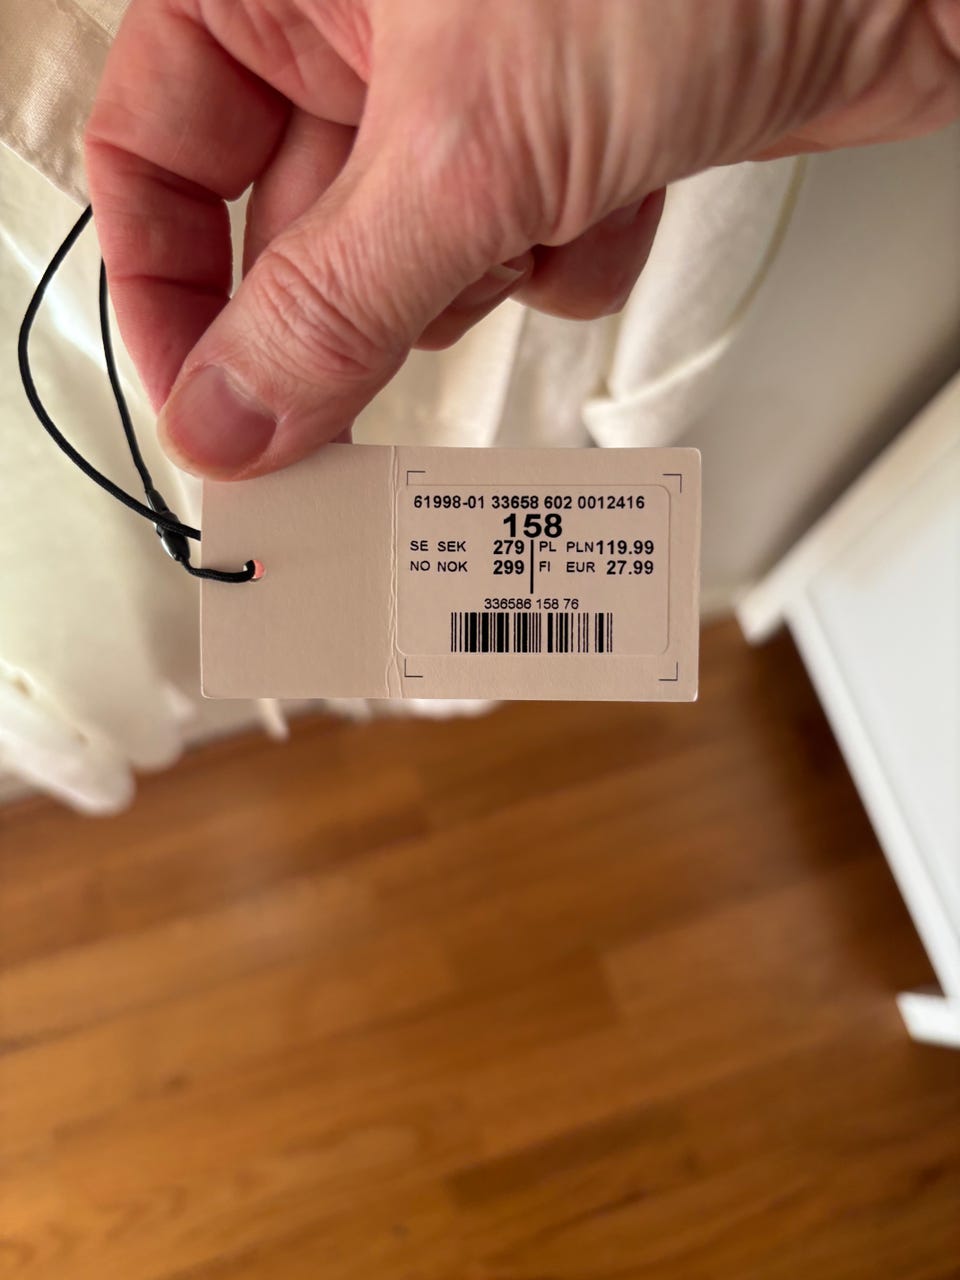 61998-01 33658 602 0012416
158
SE SEK 279 PL PLN119.99
NO NOK 299 FI EUR 27.99
336586 158 76